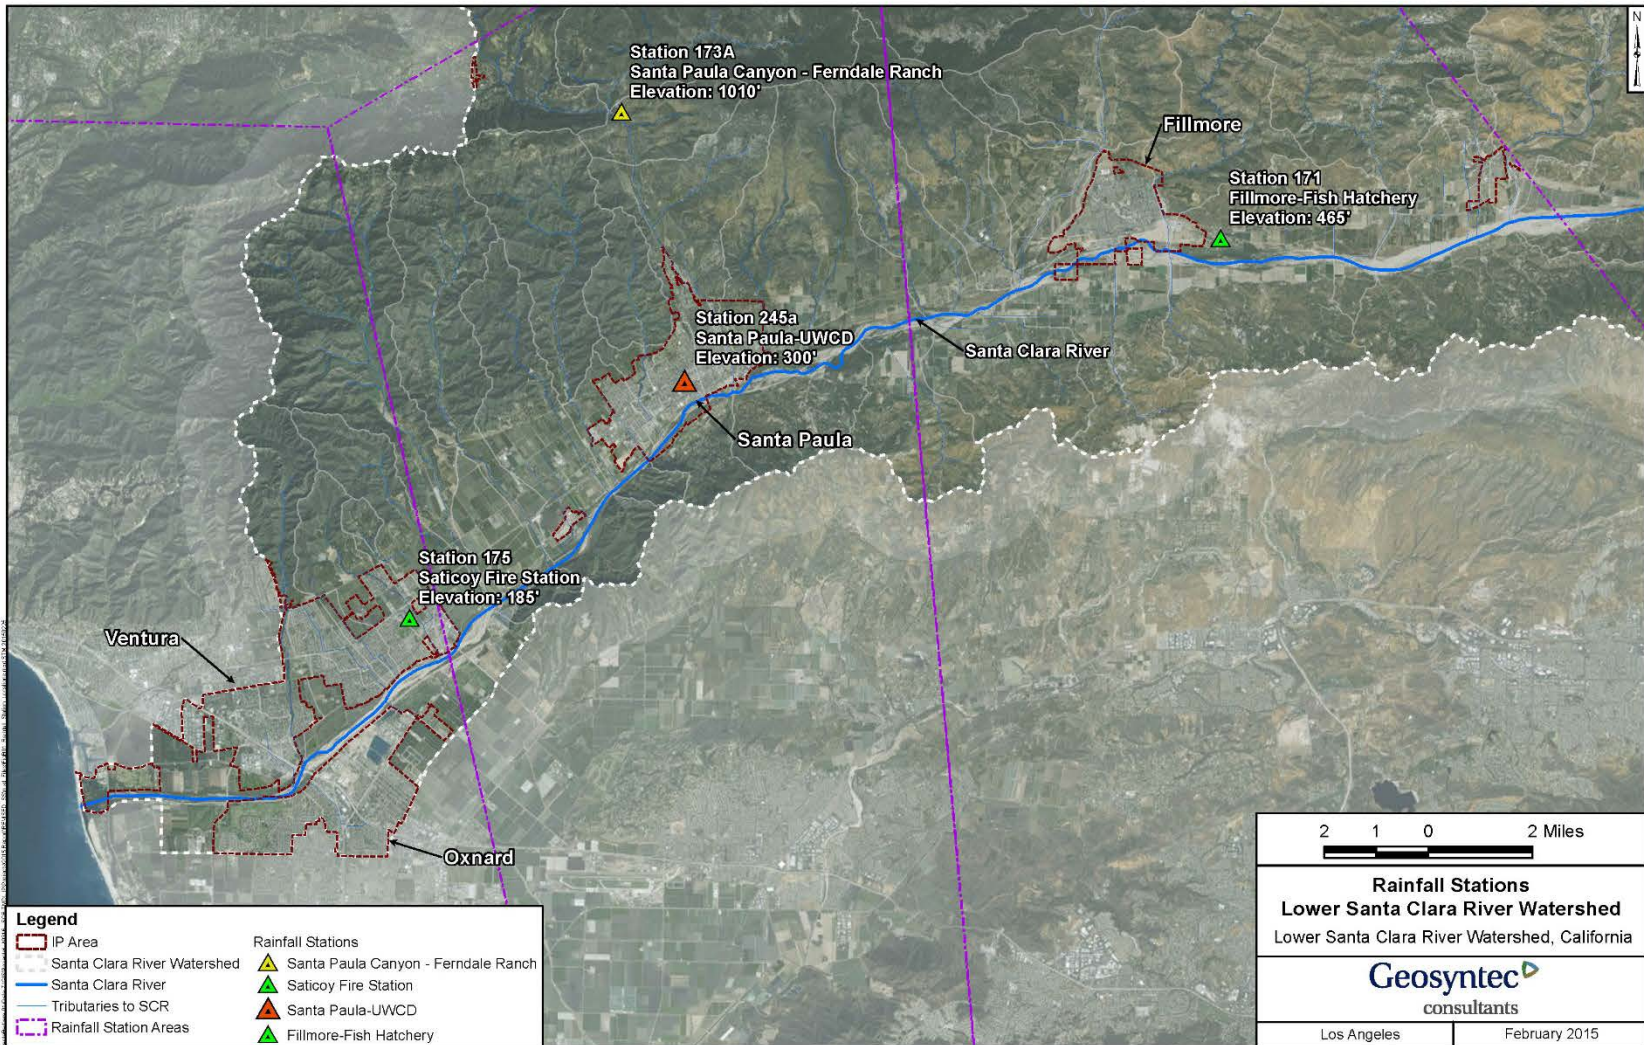 N
Station 173A
Santa Paula Canyon - Ferndale Ranch
Elevation: 1010'
Fillmore
Station 171
Fillmore-Fish Hatchery
Elevation: 465'
Station 245a
Santa Paula-UWCD
Elevation: 300'
Santa Clara River
Santa Paula
Station 175
Saticoy Fire Station
Elevation: 185'
Ventura
Oxnard
Legend
IP Area
Santa Clara River Watershed
Santa Clara River
Tributaries to SCR
Rainfall Station Areas
Rainfall Stations
Santa Paula Canyon - Ferndale Ranch
Saticoy Fire Station
Santa Paula-UWCD
Fillmore-Fish Hatchery
2 1 0 2 Miles
Rainfall Stations
Lower Santa Clara River Watershed
Lower Santa Clara River Watershed, California
Geosyntec
consultants
Los Angeles
February 2015